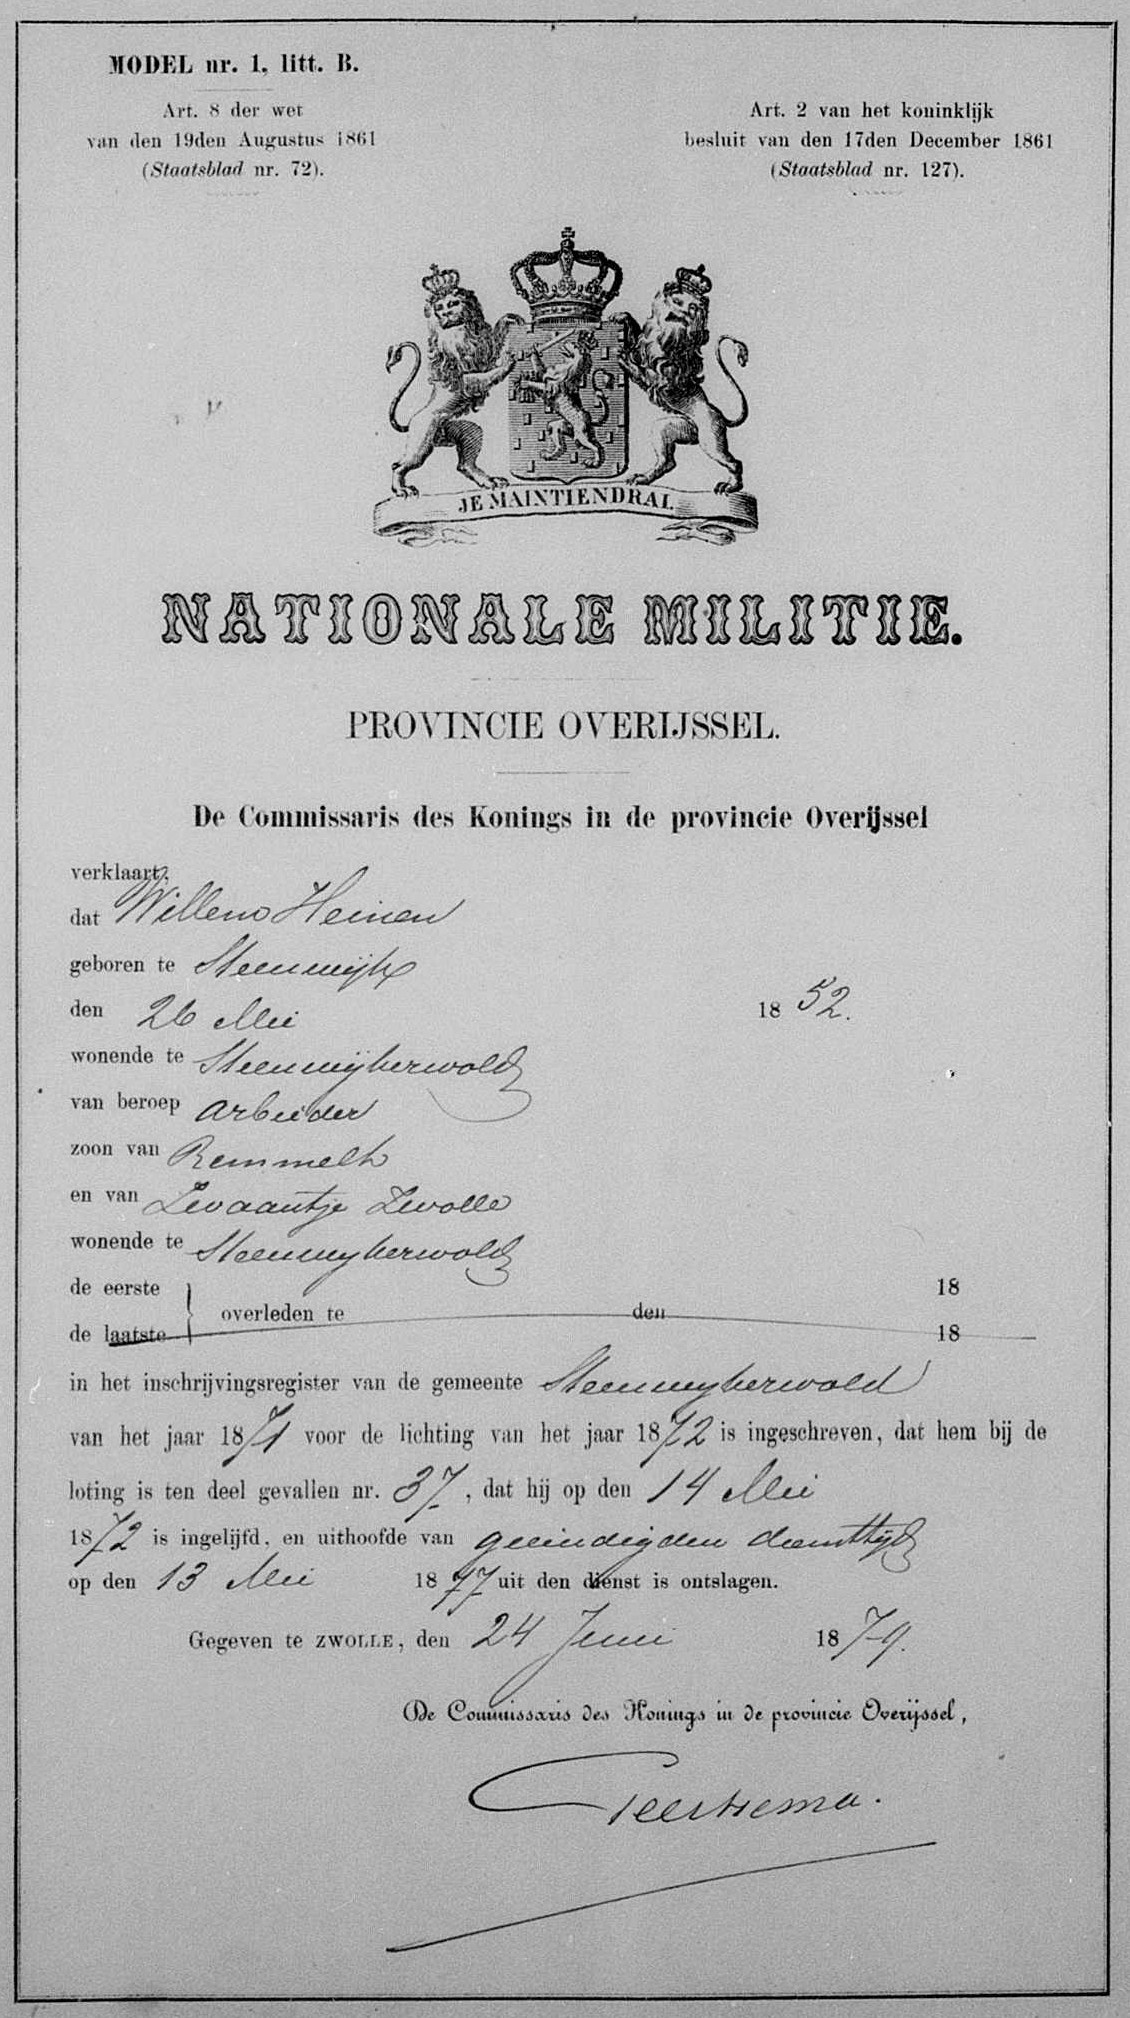 MODEL nr. 1, litt. B.
Art. 8 der wet
van den 19den Augustus 1861
(Staatsblad nr. 72).
Art. 2 van het koninklijk
besluit van den 17den December 1861
(Staatsblad nr. 127).
JE MAINTIENDRAI
NATIONALE MILITIE.
PROVINCIE OVERIJSSEL.
De Commissaris des Konings in de provincie Overijssel
verklaart,
dat Willem Heinen
geboren te Steenwijk
den 26 Mei 1852.
wonende te Steenwijkerwold
van beroep arbeider
zoon van Remmelt
en van Zwaantje Zwolle
wonende te Steenwijkerwold
de eerste 18
overleden te den
de laatste 18
in het inschrijvingsregister van de gemeente Steenwijkerwold
van het jaar 1871 voor de lichting van het jaar 1872 is ingeschreven, dat hem bij de
loting is ten deel gevallen nr. 37, dat hij op den 14 Mei
1872 is ingelijfd, en uithoofde van geeindigden diensttijd
op den 13 Mei 1877 uit den dienst is ontslagen.
Gegeven te ZWOLLE, den 24 Juni 1879.
De Commissaris des Konings in de provincie Overijssel,
Geertsema.